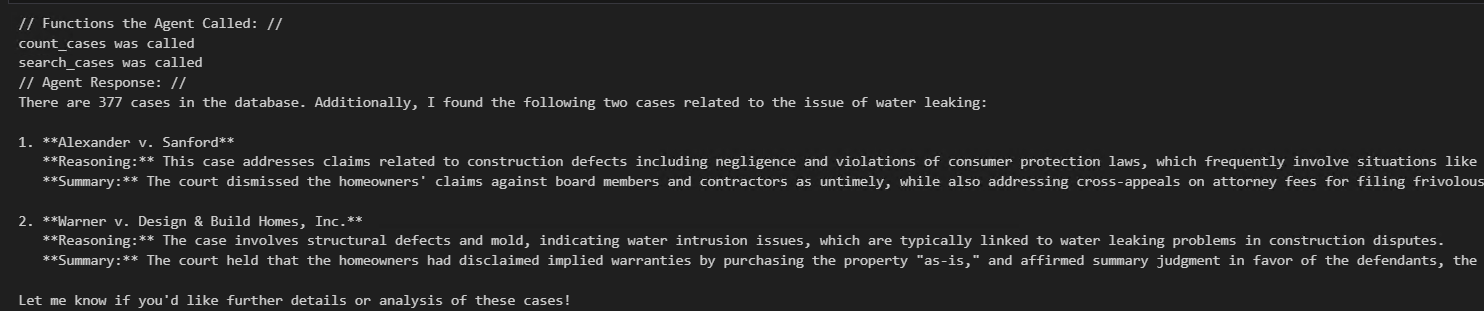 // Functions the Agent Called: //
count_cases was called
search_cases was called
// Agent Response: //
There are 377 cases in the database. Additionally, I found the following two cases related to the issue of water leaking:
1. **Alexander v. Sanford**
**Reasoning:** This case addresses claims related to construction defects including negligence and violations of consumer protection laws, which frequently involve situations like
**Summary:** The court dismissed the homeowners' claims against board members and contractors as untimely, while also addressing cross-appeals on attorney fees for filing frivolous
2. **Warner v. Design & Build Homes, Inc.**
**Reasoning:** The case involves structural defects and mold, indicating water intrusion issues, which are typically linked to water leaking problems in construction disputes.
**Summary:** The court held that the homeowners had disclaimed implied warranties by purchasing the property "as-is," and affirmed summary judgment in favor of the defendants, the
Let me know if you'd like further details or analysis of these cases!